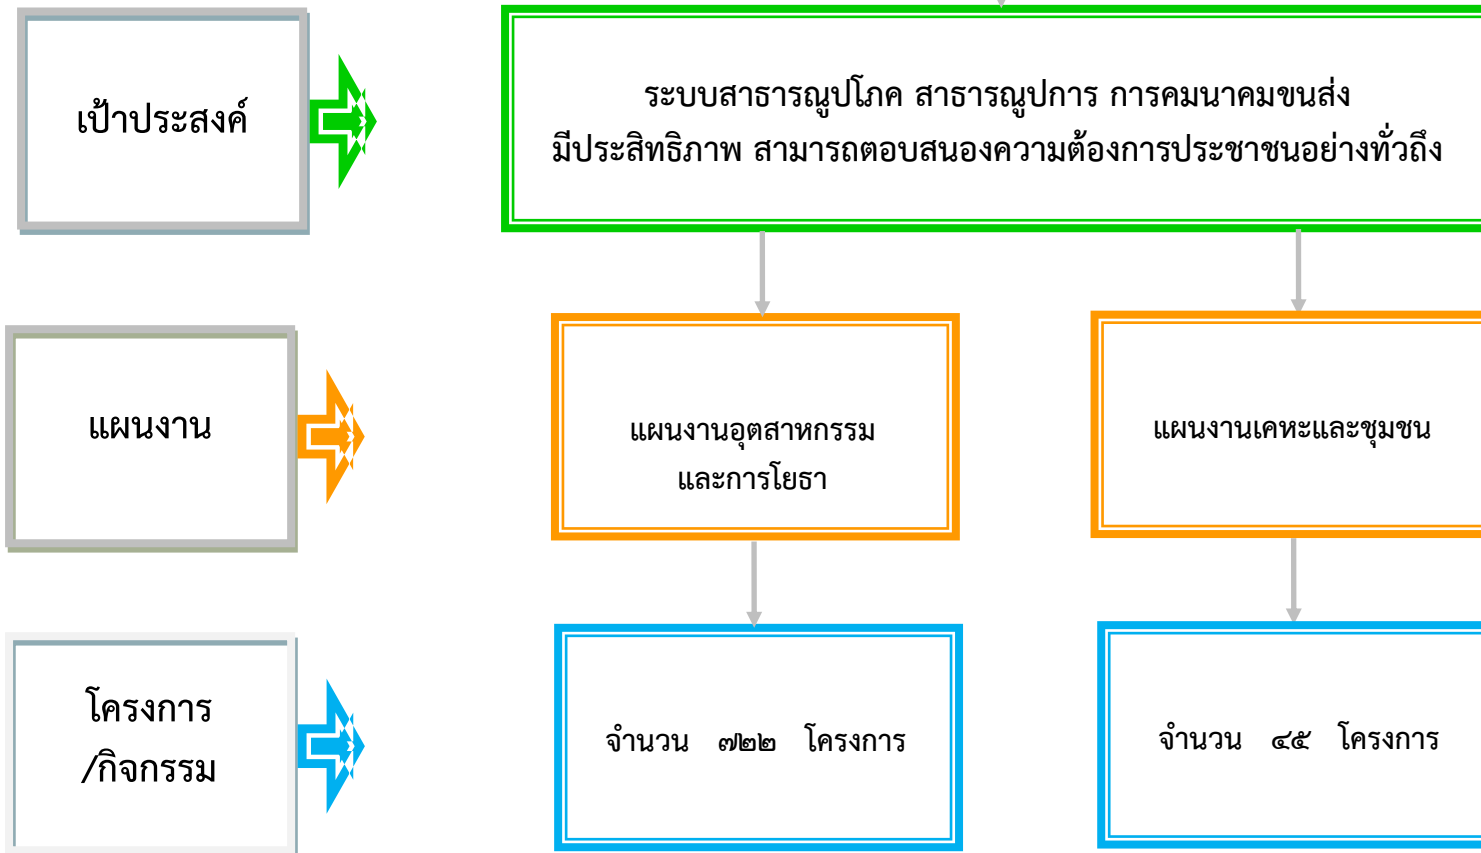 เป้าประสงค์
ระบบสาธารณูปโภค สาธารณูปการ การคมนาคมขนส่ง
มีประสิทธิภาพ สามารถตอบสนองความต้องการประชาชนอย่างทั่วถึง
แผนงาน
แผนงานอุตสาหกรรม
และการโยธา
แผนงานเคหะและชุมชน
โครงการ
/กิจกรรม
จำนวน ๗๒๒ โครงการ
จำนวน ๔๕ โครงการ